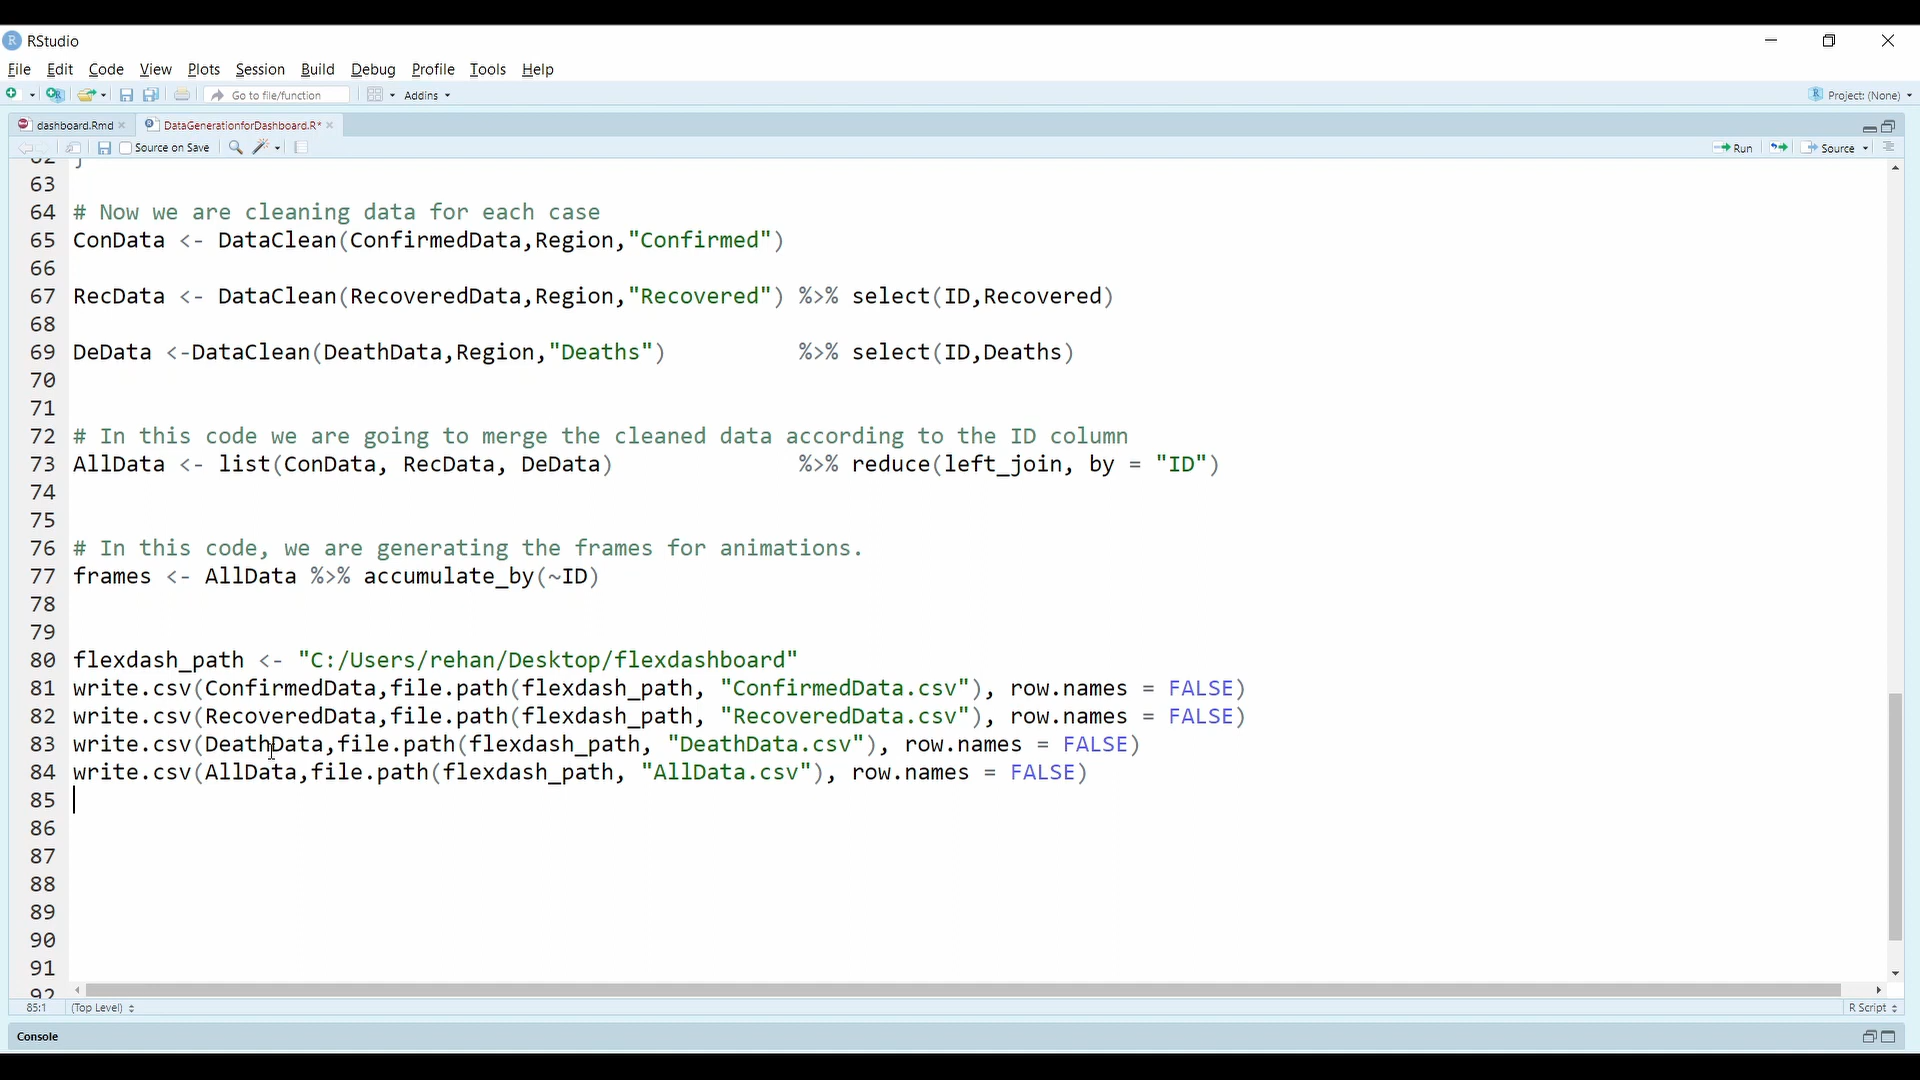 RStudio
File Edit Code View Plots Session Build Debug Profile Tools Help
Go to file/function Addins Project: (None)
dashboard.Rmd DataGenerationforDashboard.R*
Source on Save Run Source
62 }
63
64 # Now we are cleaning data for each case
65 ConData <- DataClean(ConfirmedData,Region,"Confirmed")
66
67 RecData <- DataClean(RecoveredData,Region,"Recovered") %>% select(ID,Recovered)
68
69 DeData <-DataClean(DeathData,Region,"Deaths") %>% select(ID,Deaths)
70
71
72 # In this code we are going to merge the cleaned data according to the ID column
73 AllData <- list(ConData, RecData, DeData) %>% reduce(left_join, by = "ID")
74
75
76 # In this code, we are generating the frames for animations.
77 frames <- AllData %>% accumulate_by(~ID)
78
79
80 flexdash_path <- "C:/Users/rehan/Desktop/flexdashboard"
81 write.csv(ConfirmedData,file.path(flexdash_path, "ConfirmedData.csv"), row.names = FALSE)
82 write.csv(RecoveredData,file.path(flexdash_path, "RecoveredData.csv"), row.names = FALSE)
83 write.csv(DeathData,file.path(flexdash_path, "DeathData.csv"), row.names = FALSE)
84 write.csv(AllData,file.path(flexdash_path, "AllData.csv"), row.names = FALSE)
85
86
87
88
89
90
91
92
85:1 (Top Level) R Script
Console